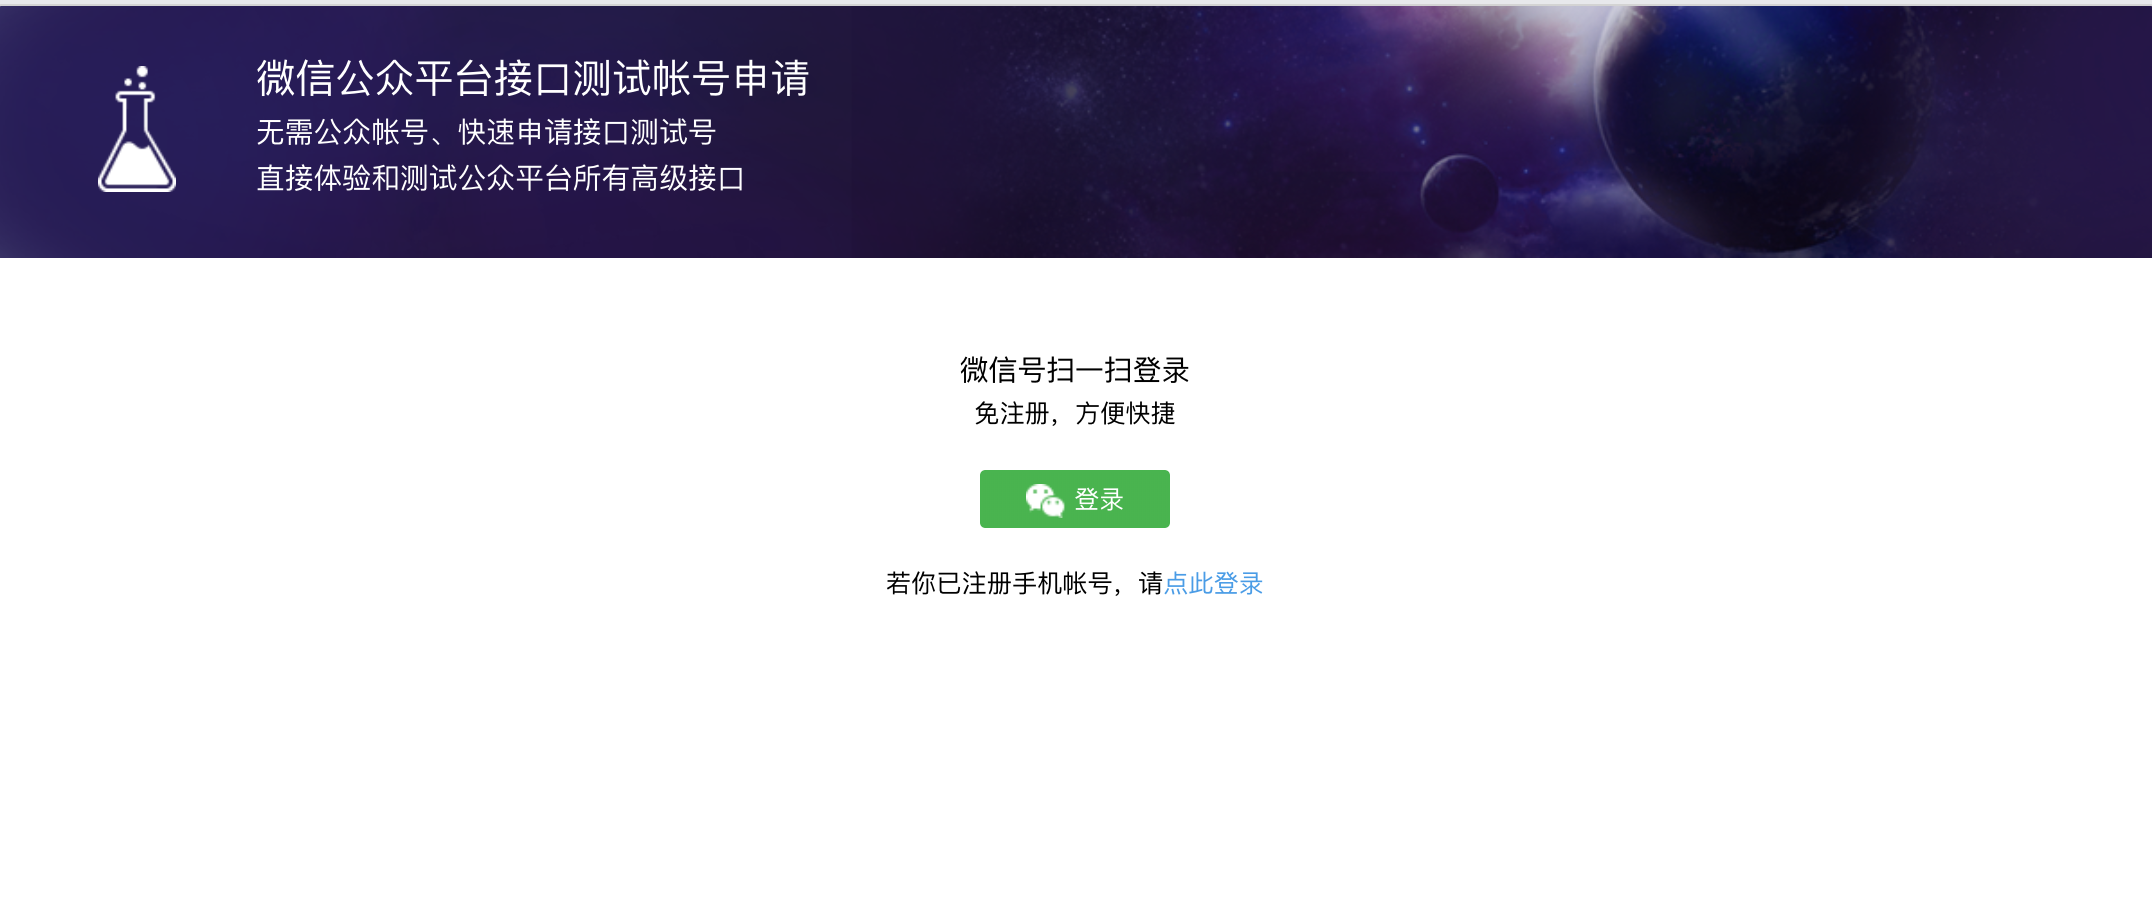 微信公众平台接口测试帐号申请
无需公众帐号、快速申请接口测试号
直接体验和测试公众平台所有高级接口
微信号扫一扫登录
免注册，方便快捷
登录
若你已注册手机帐号，请点此登录